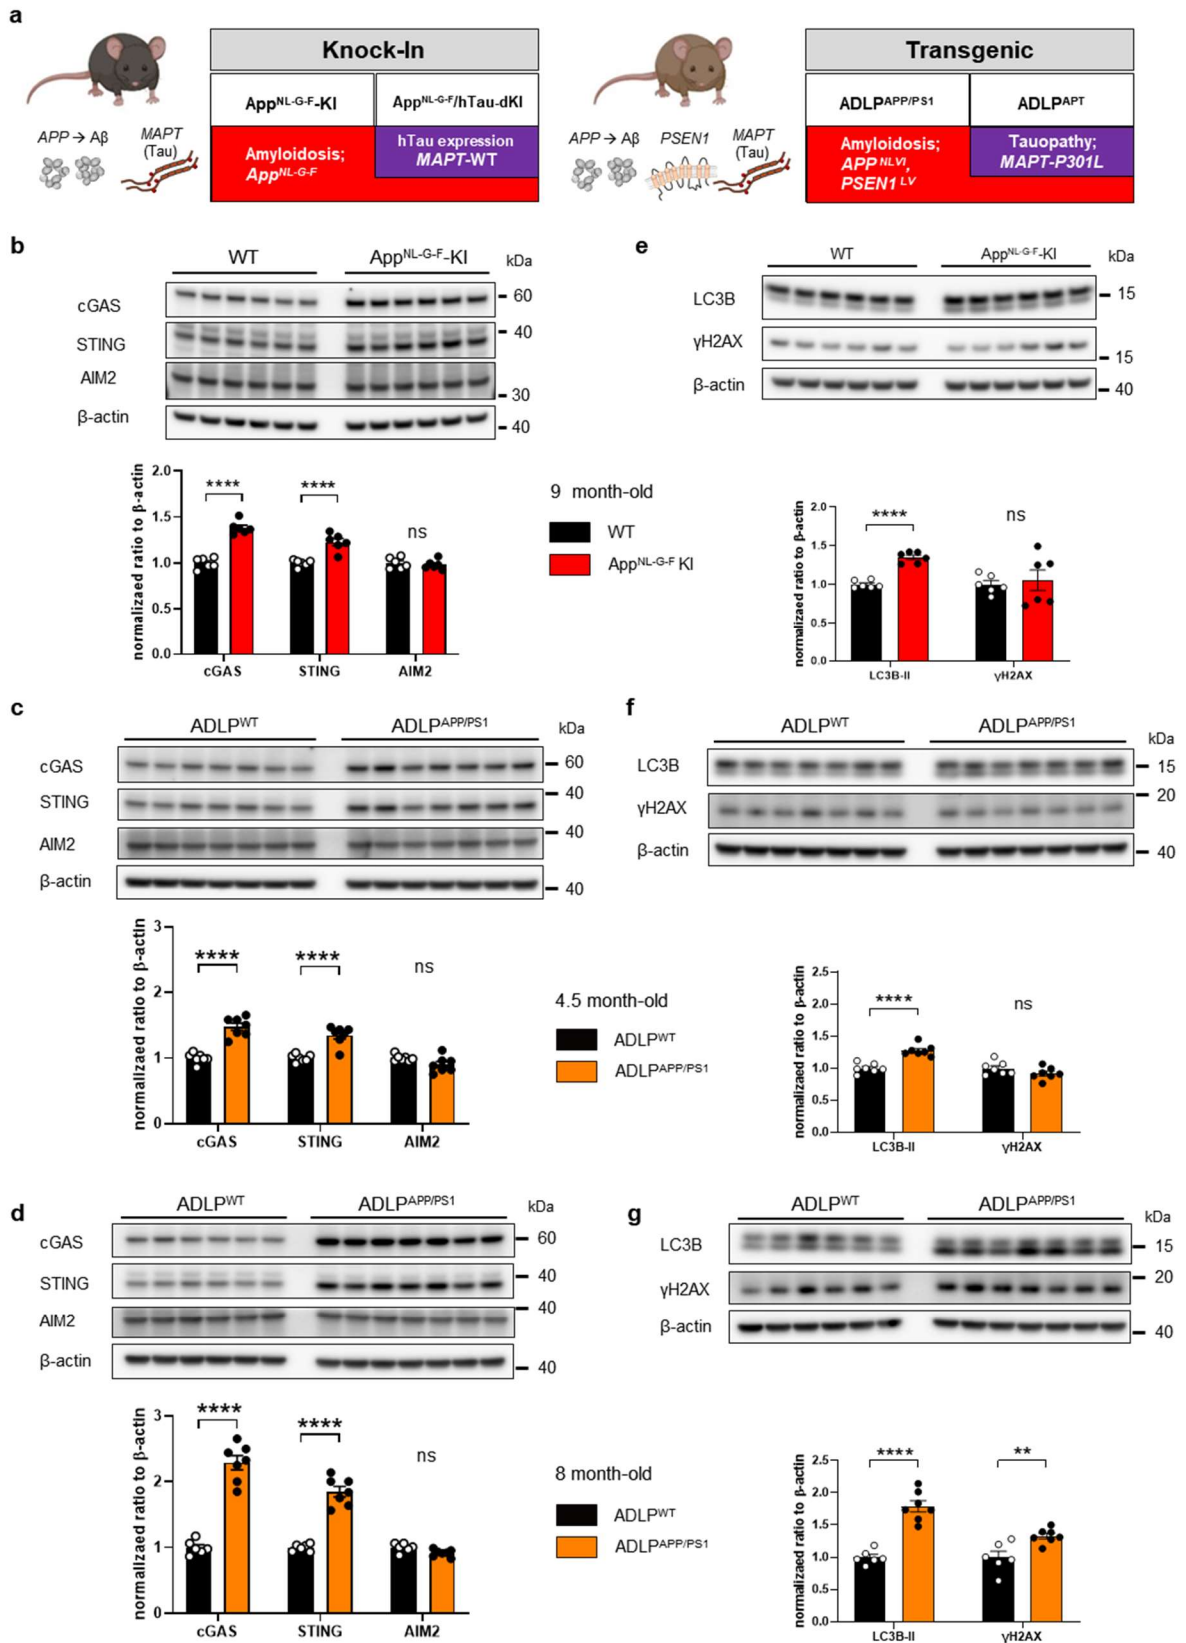 a
Knock-In
Transgenic
App^NL-G-F-KI
App^NL-G-F/hTau-dKI
ADLP^APP/PS1
ADLP^APT
APP → Aβ
MAPT
(Tau)
Amyloidosis;
App^NL-G-F
hTau expression
MAPT-WT
APP → Aβ
PSEN1
MAPT
(Tau)
Amyloidosis;
APP^NLVI,
PSEN1^LV
Tauopathy;
MAPT-P301L
b
WT
App^NL-G-F-KI
kDa
cGAS
60
STING
40
AIM2
30
β-actin
40
normalizaed ratio to β-actin
2.0
1.5
1.0
0.5
0.0
****
****
ns
cGAS
STING
AIM2
9 month-old
WT
App^NL-G-F KI
e
WT
App^NL-G-F-KI
kDa
LC3B
15
γH2AX
15
β-actin
40
normalizaed ratio to β-actin
2.0
1.5
1.0
0.5
0.0
****
ns
LC3B-II
γH2AX
c
ADLP^WT
ADLP^APP/PS1
kDa
cGAS
60
STING
40
AIM2
40
β-actin
40
normalizaed ratio to β-actin
3
2
1
0
****
****
ns
cGAS
STING
AIM2
4.5 month-old
ADLP^WT
ADLP^APP/PS1
f
ADLP^WT
ADLP^APP/PS1
kDa
LC3B
15
20
γH2AX
β-actin
40
normalizaed ratio to β-actin
2.5
2.0
1.5
1.0
0.5
0.0
****
ns
LC3B-II
γH2AX
d
ADLP^WT
ADLP^APP/PS1
kDa
cGAS
60
STING
40
AIM2
40
β-actin
40
normalizaed ratio to β-actin
3
2
1
0
****
****
ns
cGAS
STING
AIM2
8 month-old
ADLP^WT
ADLP^APP/PS1
g
ADLP^WT
ADLP^APP/PS1
kDa
LC3B
15
20
γH2AX
β-actin
40
normalizaed ratio to β-actin
2.5
2.0
1.5
1.0
0.5
0.0
****
**
LC3B-II
γH2AX